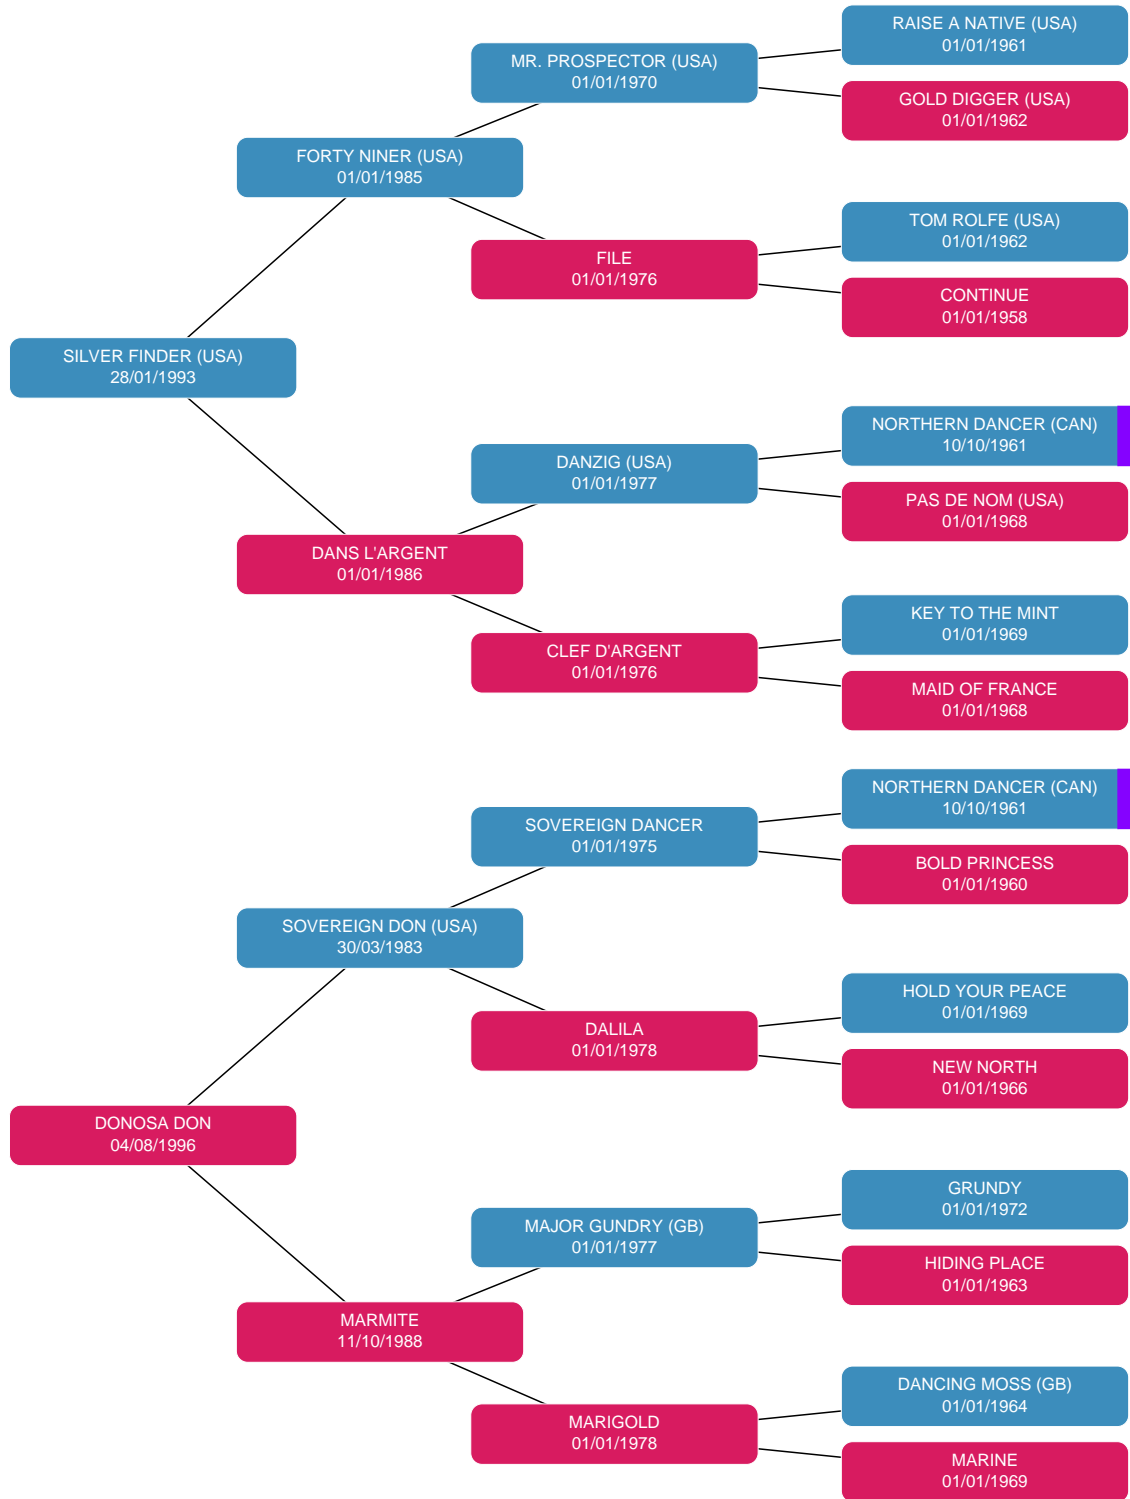 RAISE A NATIVE (USA)
01/01/1961
MR. PROSPECTOR (USA)
01/01/1970
GOLD DIGGER (USA)
01/01/1962
FORTY NINER (USA)
01/01/1985
TOM ROLFE (USA)
01/01/1962
FILE
01/01/1976
CONTINUE
01/01/1958
SILVER FINDER (USA)
28/01/1993
NORTHERN DANCER (CAN)
10/10/1961
DANZIG (USA)
01/01/1977
PAS DE NOM (USA)
01/01/1968
DANS L'ARGENT
01/01/1986
KEY TO THE MINT
01/01/1969
CLEF D'ARGENT
01/01/1976
MAID OF FRANCE
01/01/1968
NORTHERN DANCER (CAN)
10/10/1961
SOVEREIGN DANCER
01/01/1975
BOLD PRINCESS
01/01/1960
SOVEREIGN DON (USA)
30/03/1983
HOLD YOUR PEACE
01/01/1969
DALILA
01/01/1978
NEW NORTH
01/01/1966
DONOSA DON
04/08/1996
GRUNDY
01/01/1972
MAJOR GUNDRY (GB)
01/01/1977
HIDING PLACE
01/01/1963
MARMITE
11/10/1988
DANCING MOSS (GB)
01/01/1964
MARIGOLD
01/01/1978
MARINE
01/01/1969